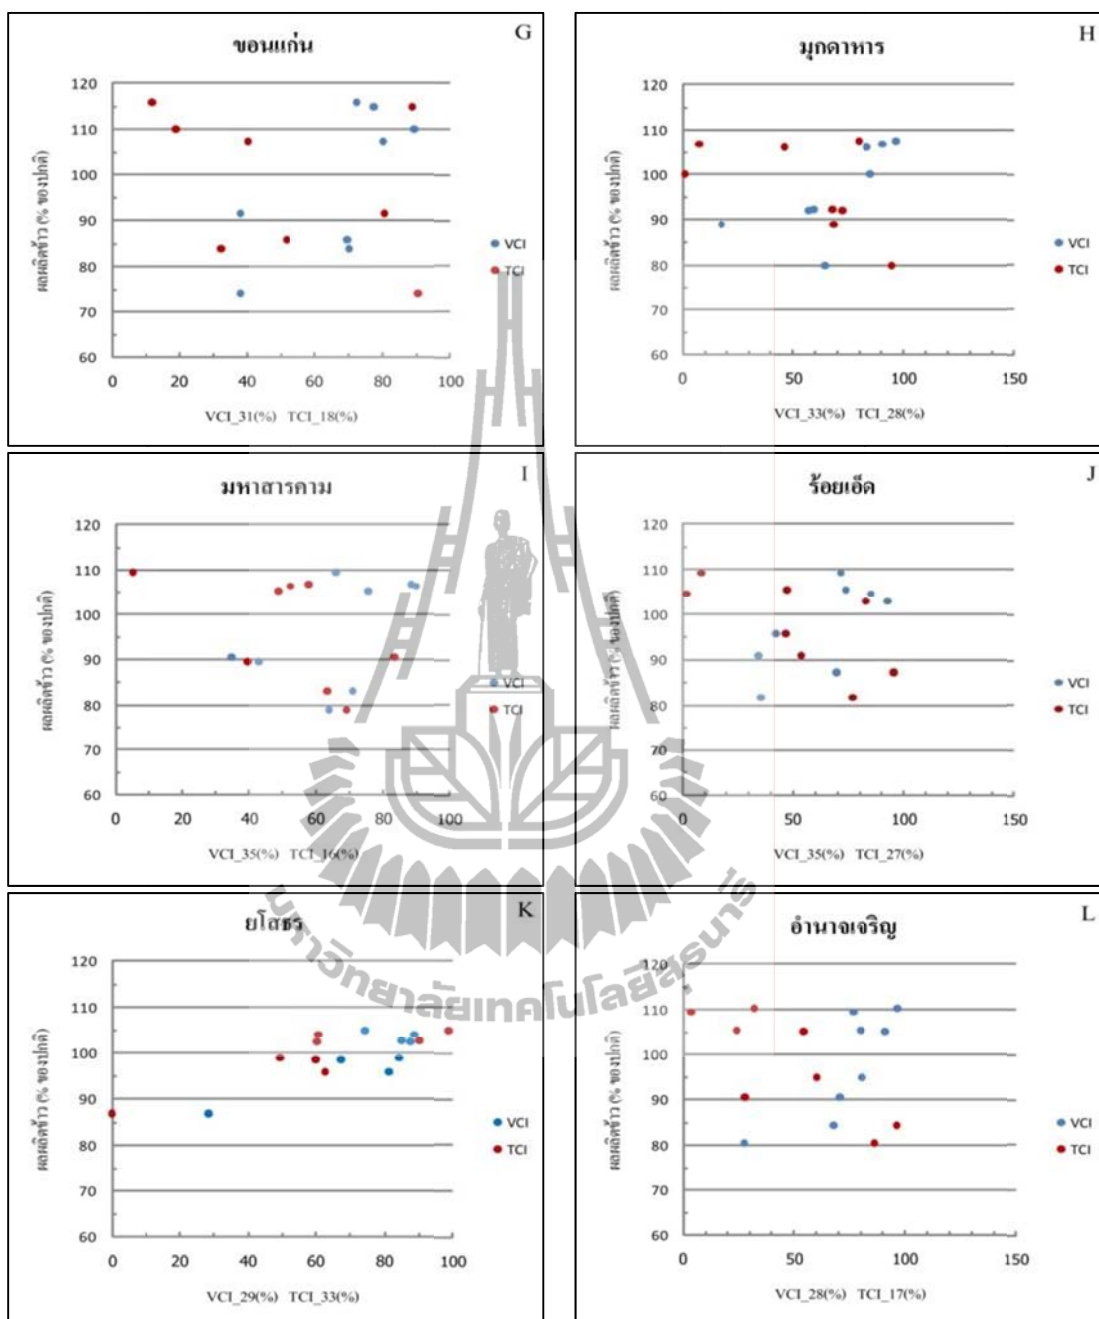 G
ขอนแก่น
ผลผลิตข้าว (% ของปกติ)
120
110
100
90
80
70
60
0 20 40 60 80 100
VCI
TCI
VCI_31(%) TCI_18(%)
H
มุกดาหาร
ผลผลิตข้าว (% ของปกติ)
120
110
100
90
80
70
60
0 50 100 150
VCI
TCI
VCI_33(%) TCI_28(%)
I
มหาสารคาม
ผลผลิตข้าว (% ของปกติ)
120
110
100
90
80
70
60
0 20 40 60 80 100
VCI
TCI
VCI_35(%) TCI_16(%)
J
ร้อยเอ็ด
ผลผลิตข้าว (% ของปกติ)
120
110
100
90
80
70
60
0 50 100 150
VCI
TCI
VCI_35(%) TCI_27(%)
K
ยโสธร
ผลผลิตข้าว (% ของปกติ)
120
110
100
90
80
70
60
0 20 40 60 80 100
VCI
TCI
VCI_29(%) TCI_33(%)
L
อำนาจเจริญ
ผลผลิตข้าว (% ของปกติ)
120
110
100
90
80
70
60
0 50 100 150
VCI
TCI
VCI_28(%) TCI_17(%)
มหาวิทยาลัยเทคโนโลยีสุรนารี